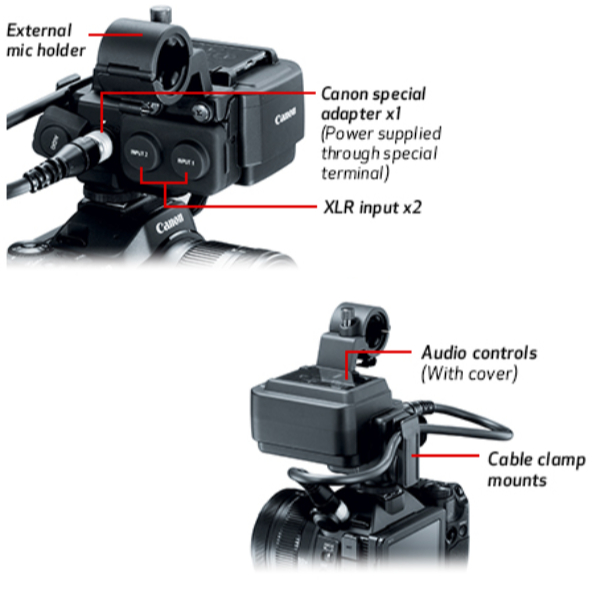 External
mic holder
Canon special
adapter x1
(Power supplied
through special
terminal)
Canon
INPUT 2
INPUT 1
XLR input x2
Canon
Audio controls
(With cover)
Cable clamp
mounts